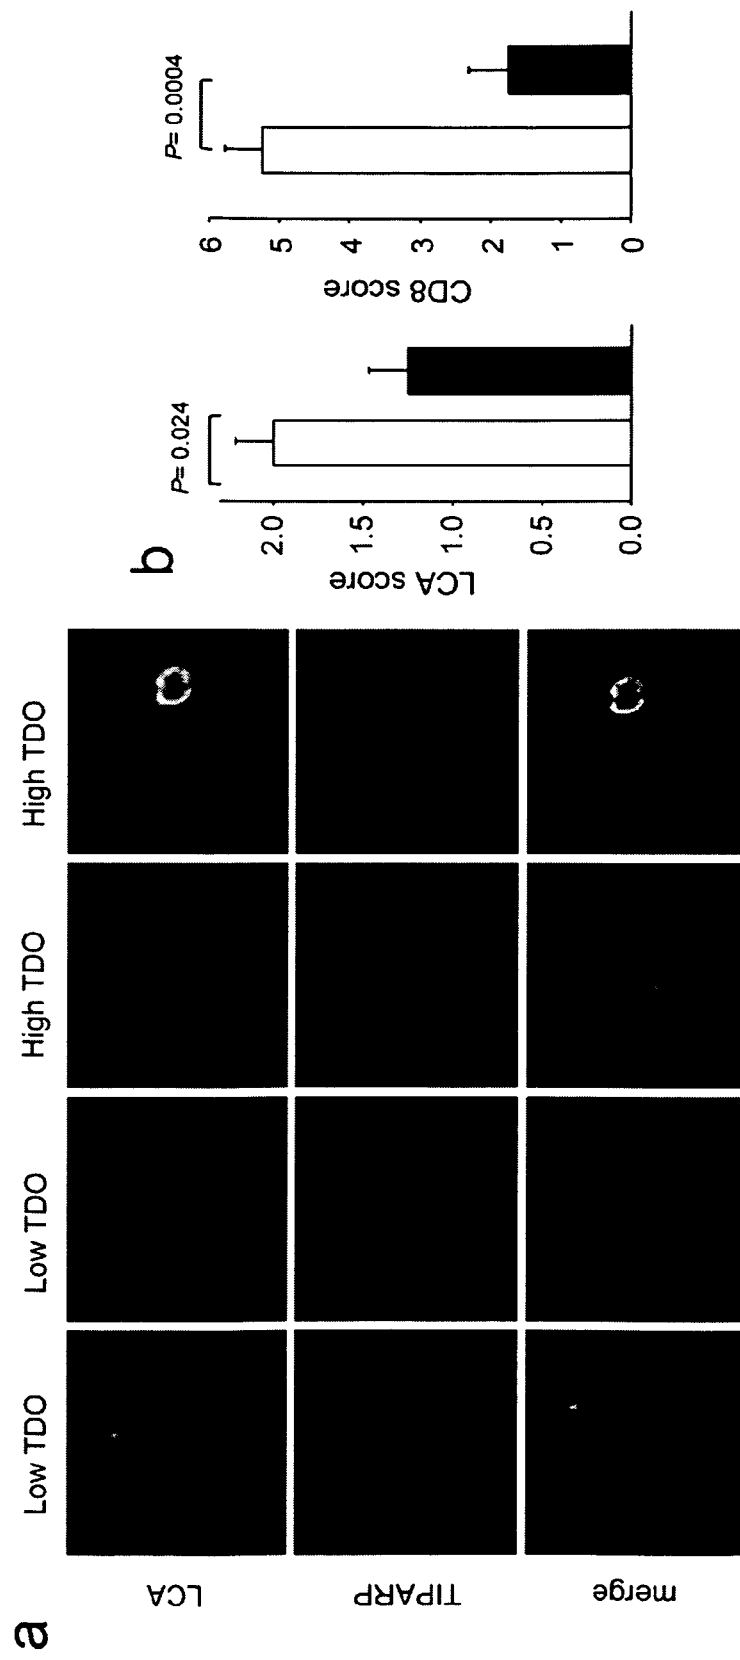 a
Low TDO
Low TDO
High TDO
High TDO
LCA
TIPARP
merge
b
P= 0.024
LCA score
2.0
1.5
1.0
0.5
0.0
P= 0.0004
CD8 score
6
5
4
3
2
1
0